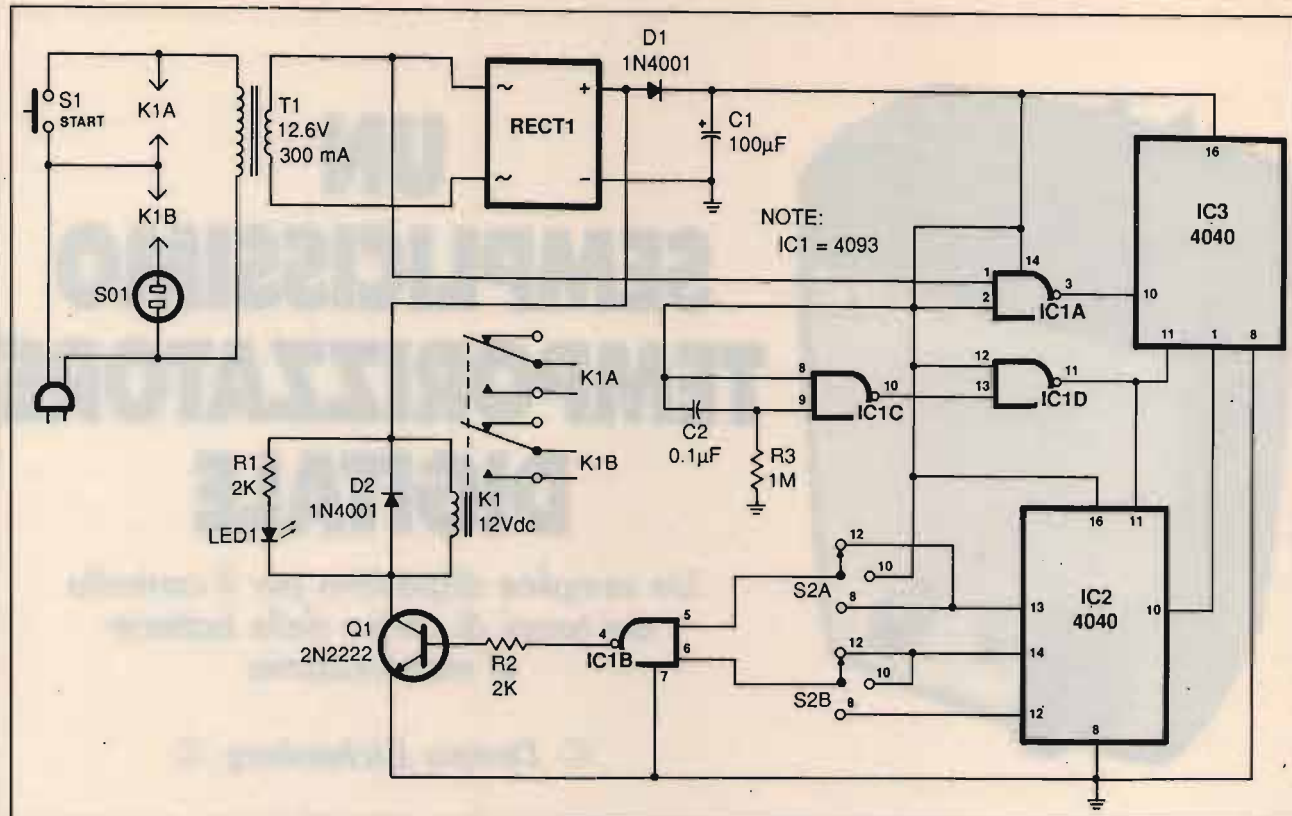 D1
1N4001
S1
START
K1A
K1B
S01
T1
12.6V
300 mA
~
~
RECT1
+
−
+
C1
100µF
NOTE:
IC1 = 4093
16
IC3
4040
10
11
1
8
14
1
2
3
IC1A
12
13
11
IC1D
8
9
10
IC1C
C2
0.1µF
R3
1M
K1A
K1B
R1
2K
LED1
D2
1N4001
K1
12Vdc
Q1
2N2222
R2
2K
4
IC1B
5
6
7
S2A
12
10
8
S2B
12
10
8
16
11
13
14
12
IC2
4040
10
8